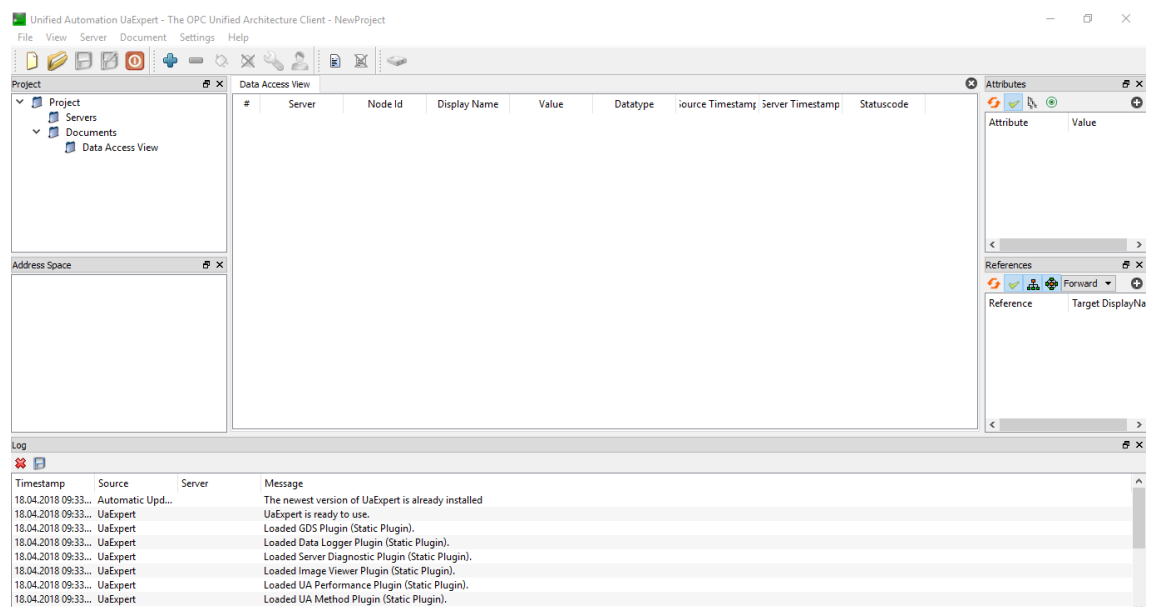 Unified Automation UaExpert - The OPC Unified Architecture Client - NewProject
File View Server Document Settings Help
Project
Data Access View
Attributes
Project
Servers
Documents
Data Access View
# Server Node Id Display Name Value Datatype ource Timestamp Server Timestamp Statuscode
Attribute Value
Address Space
References
Forward
Reference Target DisplayNa
Log
Timestamp Source Server Message
18.04.2018 09:33... Automatic Upd... The newest version of UaExpert is already installed
18.04.2018 09:33... UaExpert UaExpert is ready to use.
18.04.2018 09:33... UaExpert Loaded GDS Plugin (Static Plugin).
18.04.2018 09:33... UaExpert Loaded Data Logger Plugin (Static Plugin).
18.04.2018 09:33... UaExpert Loaded Server Diagnostic Plugin (Static Plugin).
18.04.2018 09:33... UaExpert Loaded Image Viewer Plugin (Static Plugin).
18.04.2018 09:33... UaExpert Loaded UA Performance Plugin (Static Plugin).
18.04.2018 09:33... UaExpert Loaded UA Method Plugin (Static Plugin).